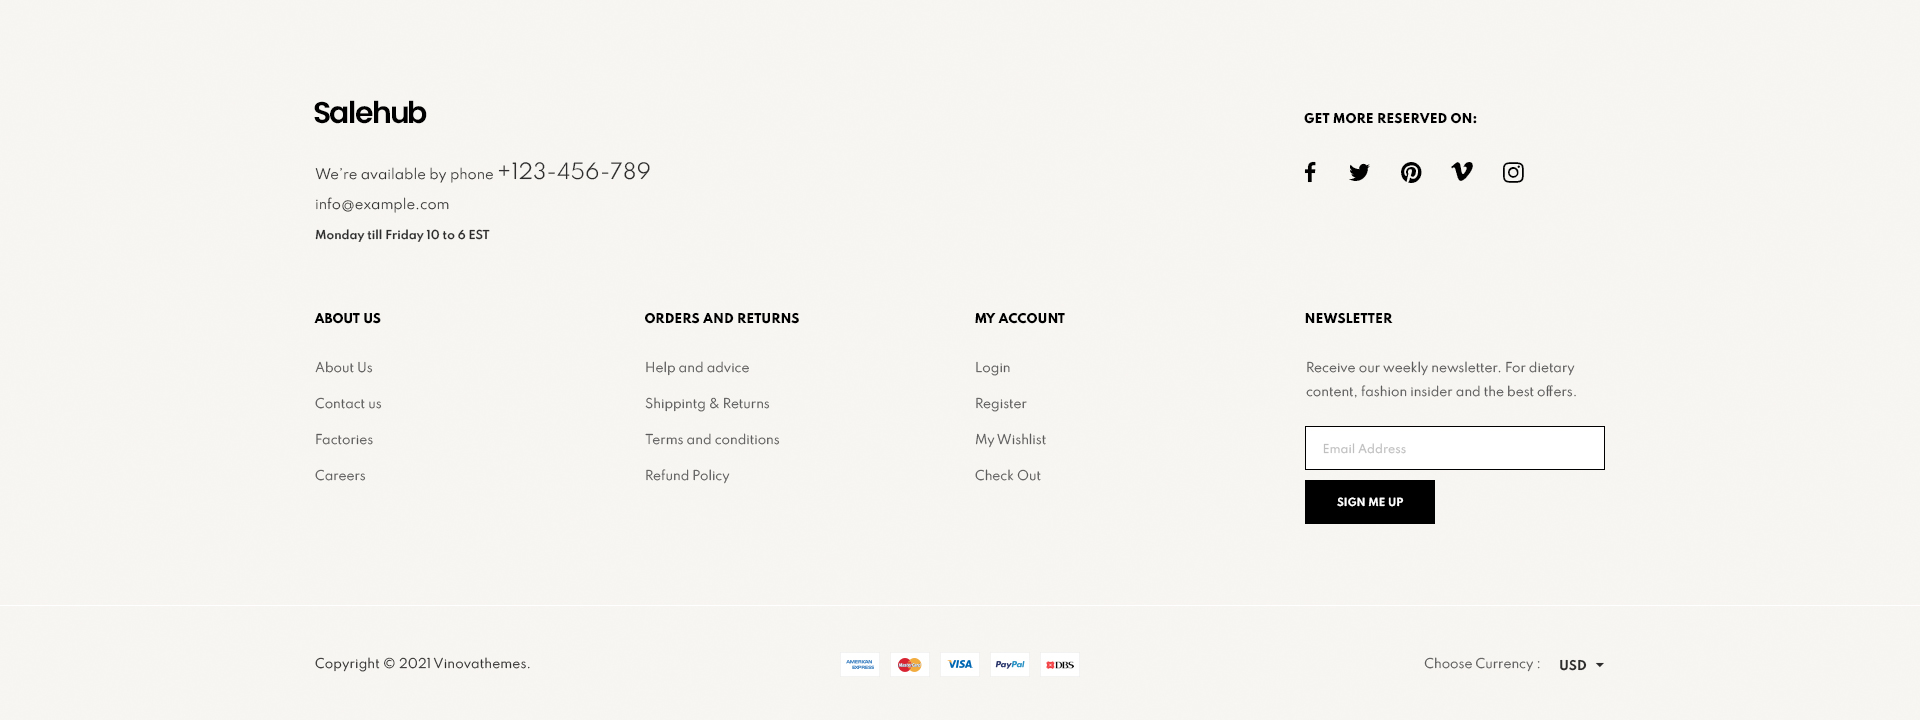 Salehub
We're available by phone +123-456-789
info@example.com
Monday till Friday 10 to 6 EST
GET MORE RESERVED ON:
ABOUT US
About Us
Contact us
Factories
Careers
ORDERS AND RETURNS
Help and advice
Shippintg & Returns
Terms and conditions
Refund Policy
MY ACCOUNT
Login
Register
My Wishlist
Check Out
NEWSLETTER
Receive our weekly newsletter. For dietary
content, fashion insider and the best offers.
Email Address
SIGN ME UP
Copyright © 2021 Vinovathemes.
AMERICAN
EXPRESS
MasterCard
VISA
PayPal
DBS
Choose Currency : USD